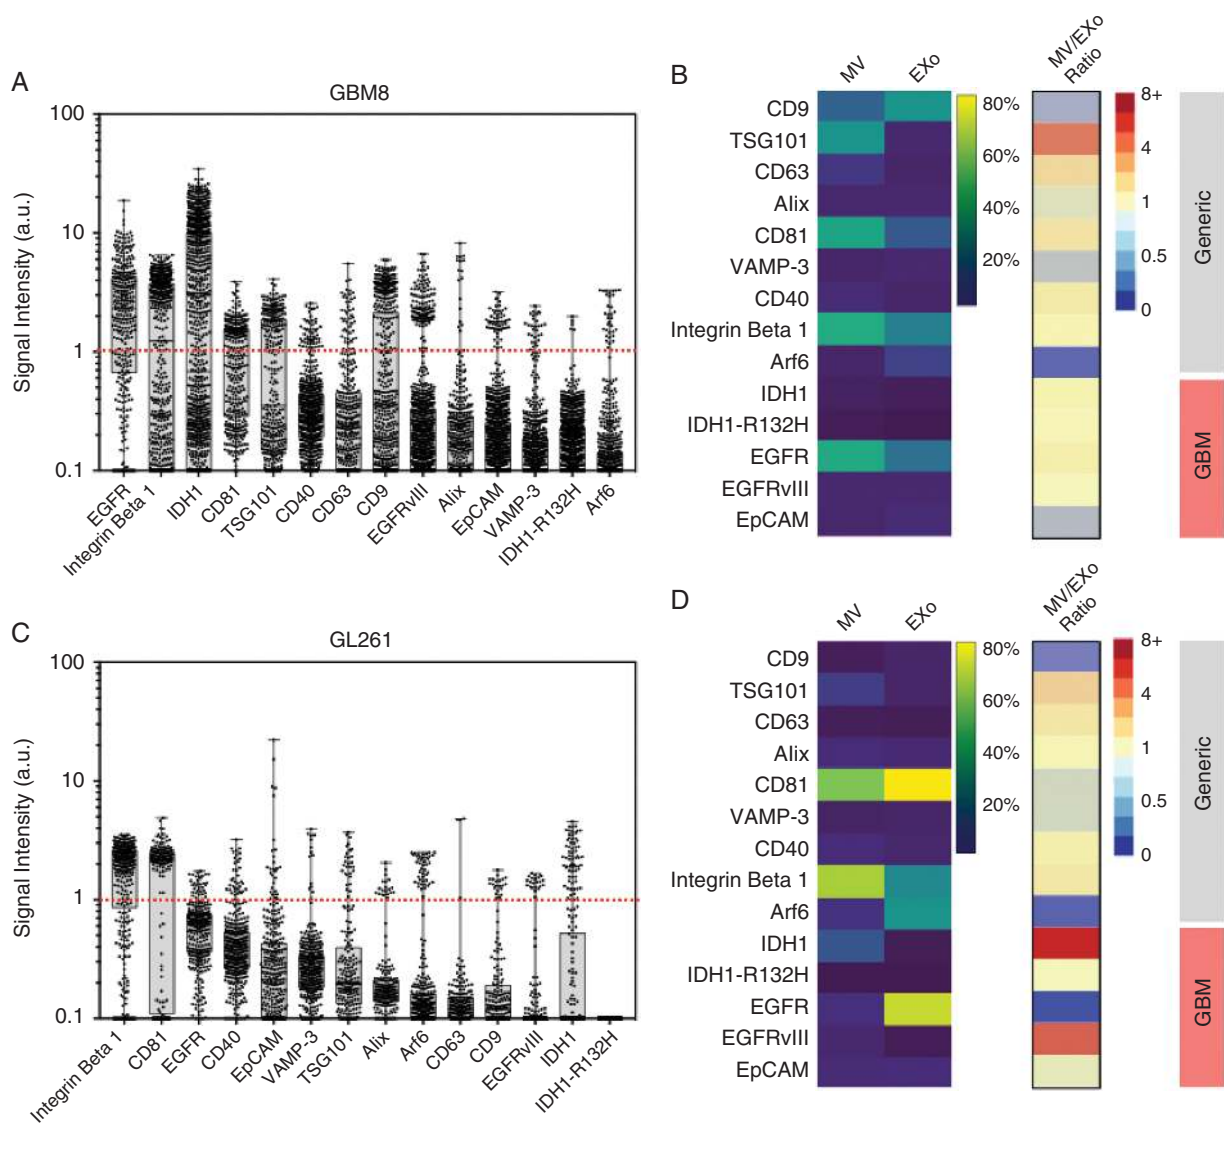 A
GBM8
Signal Intensity (a.u.)
100
10
1
0.1
EGFR
Integrin Beta 1
IDH1
CD81
TSG101
CD40
CD63
CD9
EGFRvIII
Alix
EpCAM
VAMP-3
IDH1-R132H
Arf6
B
MV
EXo
MV/EXo
Ratio
CD9
TSG101
CD63
Alix
CD81
VAMP-3
CD40
Integrin Beta 1
Arf6
IDH1
IDH1-R132H
EGFR
EGFRvIII
EpCAM
80%
60%
40%
20%
8+
4
1
0.5
0
Generic
GBM
C
GL261
Signal Intensity (a.u.)
100
10
1
0.1
Integrin Beta 1
CD81
EGFR
CD40
EpCAM
VAMP-3
TSG101
Alix
Arf6
CD63
CD9
EGFRvIII
IDH1
IDH1-R132H
D
MV
EXo
MV/EXo
Ratio
CD9
TSG101
CD63
Alix
CD81
VAMP-3
CD40
Integrin Beta 1
Arf6
IDH1
IDH1-R132H
EGFR
EGFRvIII
EpCAM
80%
60%
40%
20%
8+
4
1
0.5
0
Generic
GBM